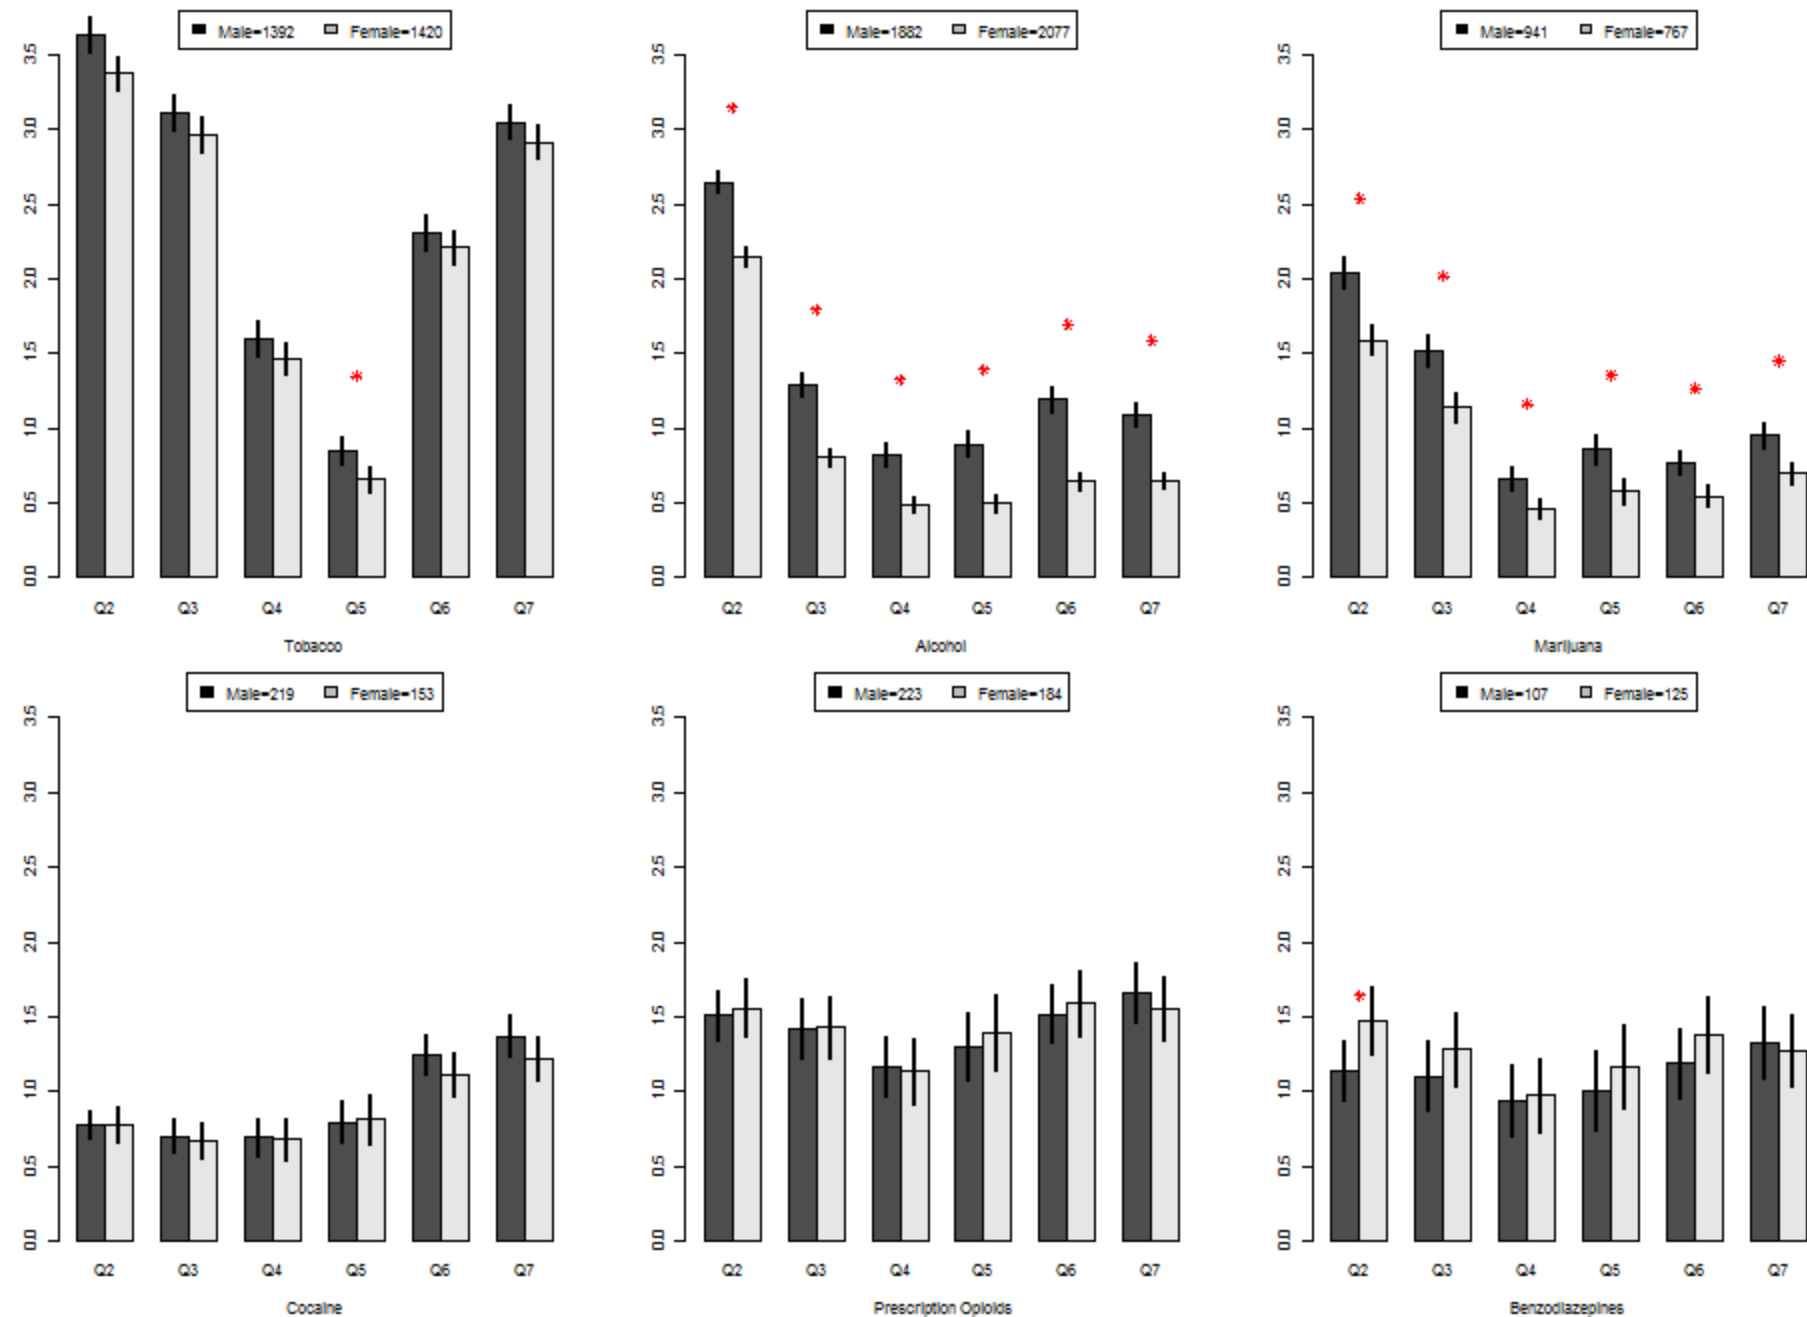 Male=1392 Female=1420
3.5
3.0
2.5
2.0
1.5
1.0
0.5
0.0
Q2 Q3 Q4 Q5 Q6 Q7
Tobacco
Male=1882 Female=2077
3.5
3.0
2.5
2.0
1.5
1.0
0.5
0.0
Q2 Q3 Q4 Q5 Q6 Q7
Alcohol
Male=941 Female=767
3.5
3.0
2.5
2.0
1.5
1.0
0.5
0.0
Q2 Q3 Q4 Q5 Q6 Q7
Marijuana
Male=219 Female=153
3.5
3.0
2.5
2.0
1.5
1.0
0.5
0.0
Q2 Q3 Q4 Q5 Q6 Q7
Cocaine
Male=223 Female=184
3.5
3.0
2.5
2.0
1.5
1.0
0.5
0.0
Q2 Q3 Q4 Q5 Q6 Q7
Prescription Opioids
Male=107 Female=125
3.5
3.0
2.5
2.0
1.5
1.0
0.5
0.0
Q2 Q3 Q4 Q5 Q6 Q7
Benzodiazepines